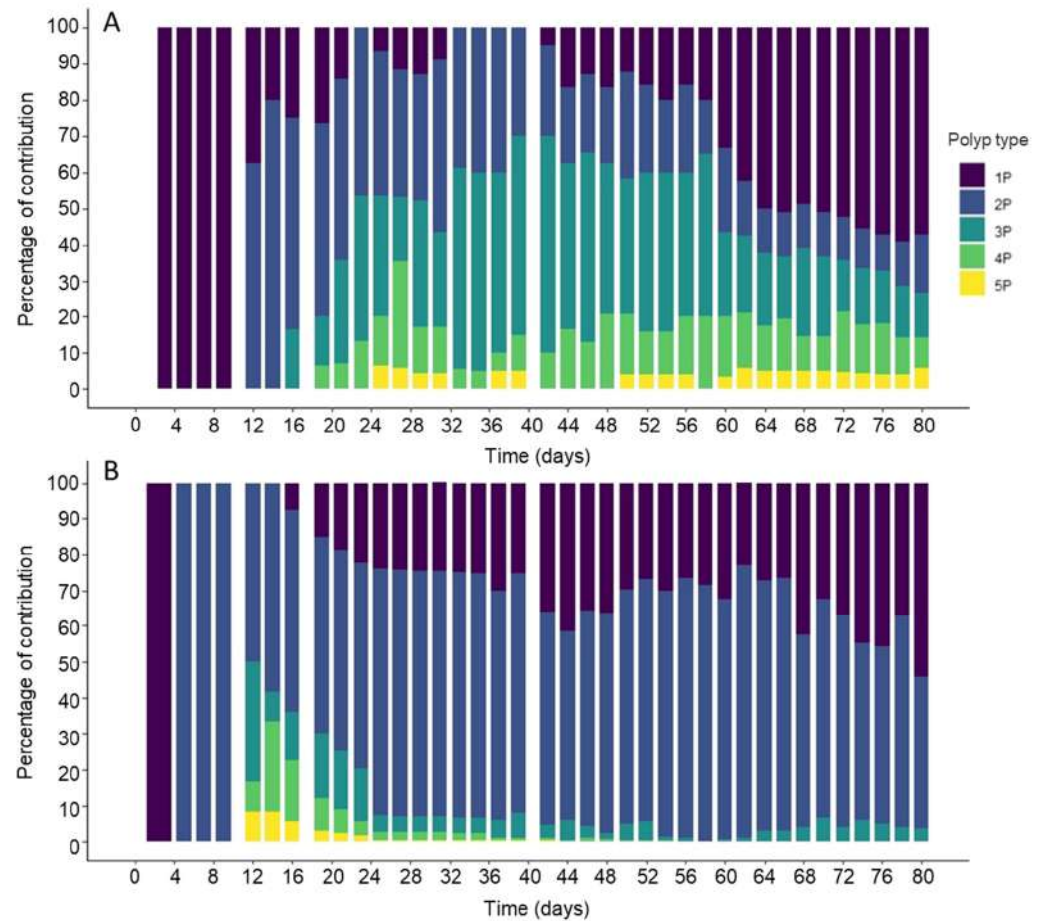 A
Percentage of contribution
100
90
80
70
60
50
40
30
20
10
0
0 4 8 12 16 20 24 28 32 36 40 44 48 52 56 60 64 68 72 76 80
Time (days)
Polyp type
1P
2P
3P
4P
5P
B
Percentage of contribution
100
90
80
70
60
50
40
30
20
10
0
0 4 8 12 16 20 24 28 32 36 40 44 48 52 56 60 64 68 72 76 80
Time (days)